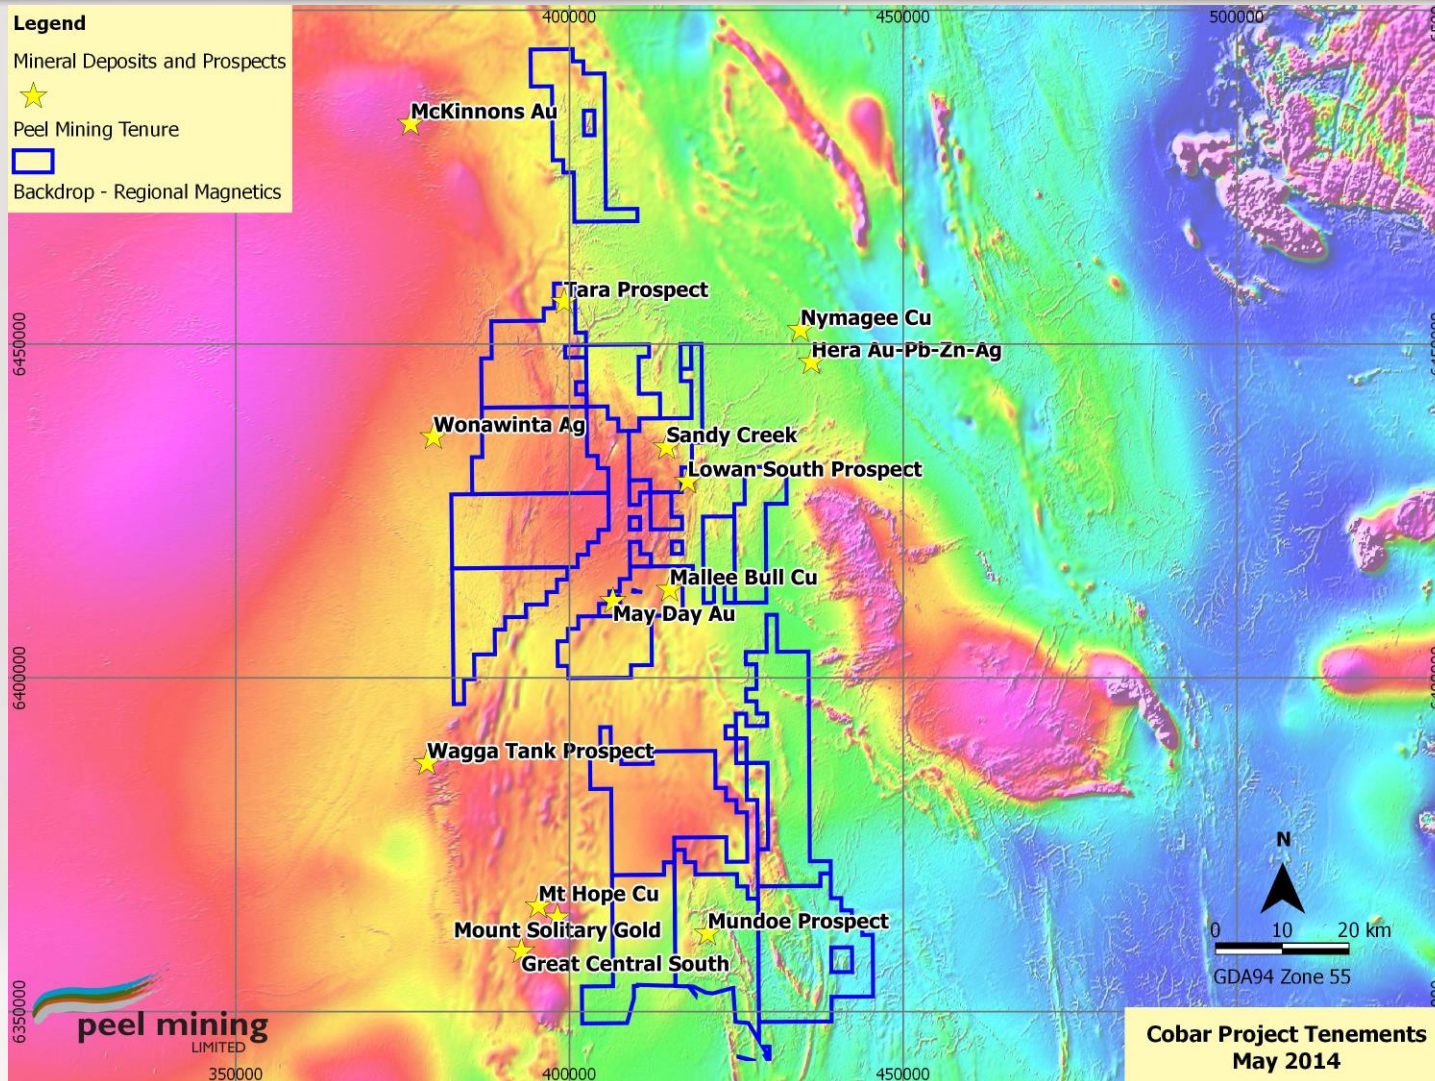 Legend
Mineral Deposits and Prospects
Peel Mining Tenure
Backdrop - Regional Magnetics
400000
450000
500000
McKinnons Au
Tara Prospect
Nymagee Cu
6450000
Hera Au-Pb-Zn-Ag
Wonawinta Ag
Sandy Creek
Lowan South Prospect
Mallee Bull Cu
May Day Au
6400000
Wagga Tank Prospect
N
Mt Hope Cu
Mount Solitary Gold
Mundoe Prospect
Great Central South
0 10 20 km
GDA94 Zone 55
6350000
peel mining
LIMITED
Cobar Project Tenements
May 2014
350000
400000
450000